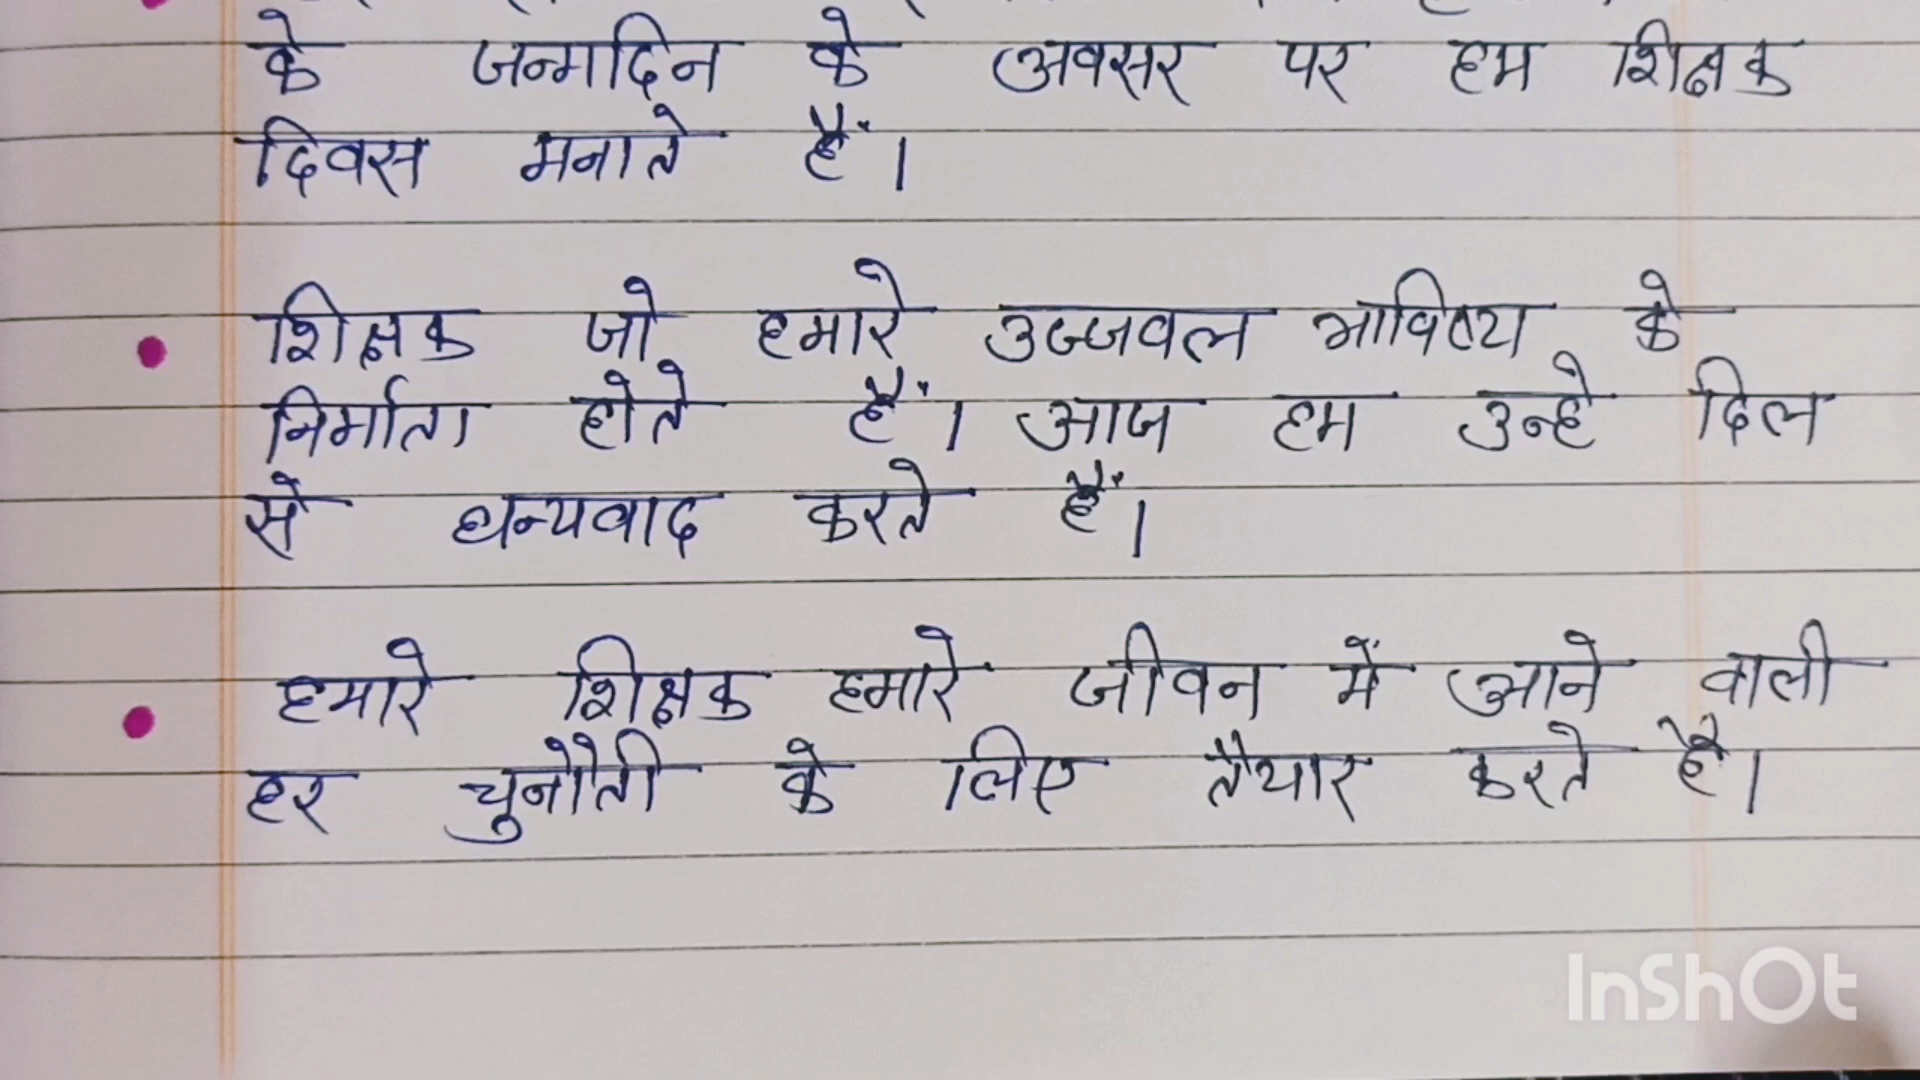 के जन्मदिन के अवसर पर हम शिक्षक
दिवस मनाते हैं।
शिक्षक जो हमारे उज्जवल भविष्य के
निर्माता होते हैं। आज हम उन्हे दिल
से धन्यवाद करते हैं।
हमारे शिक्षक हमारे जीवन में आने वाली
हर चुनौती के लिए तैयार करते है।
InShOt